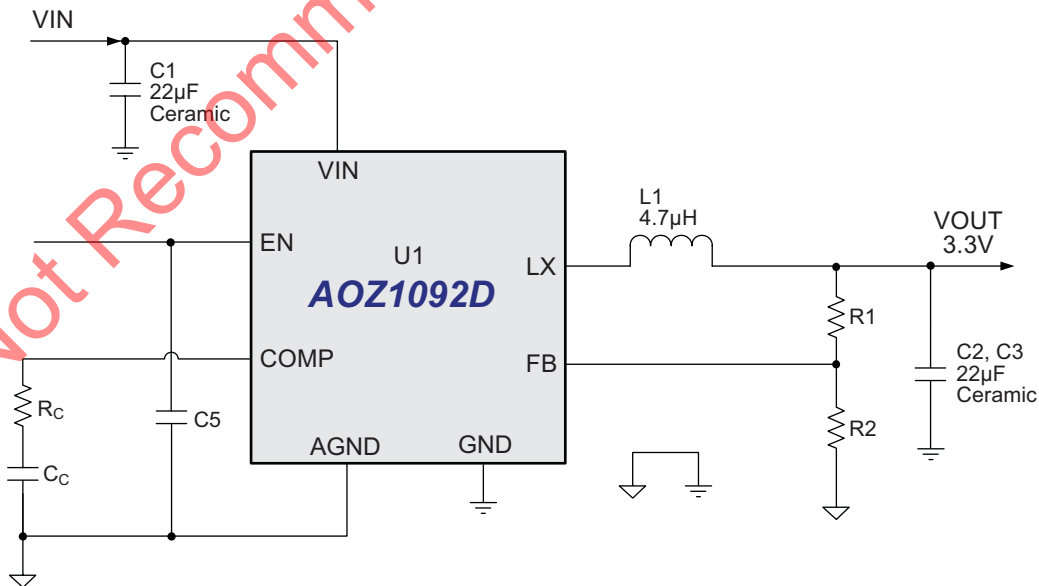 VIN
C1
22µF
Ceramic
Not Recomm
VIN
EN
U1
AOZ1092D
LX
COMP
FB
AGND
GND
L1
4.7µH
VOUT
3.3V
R1
R2
C2, C3
22µF
Ceramic
RC
CC
C5